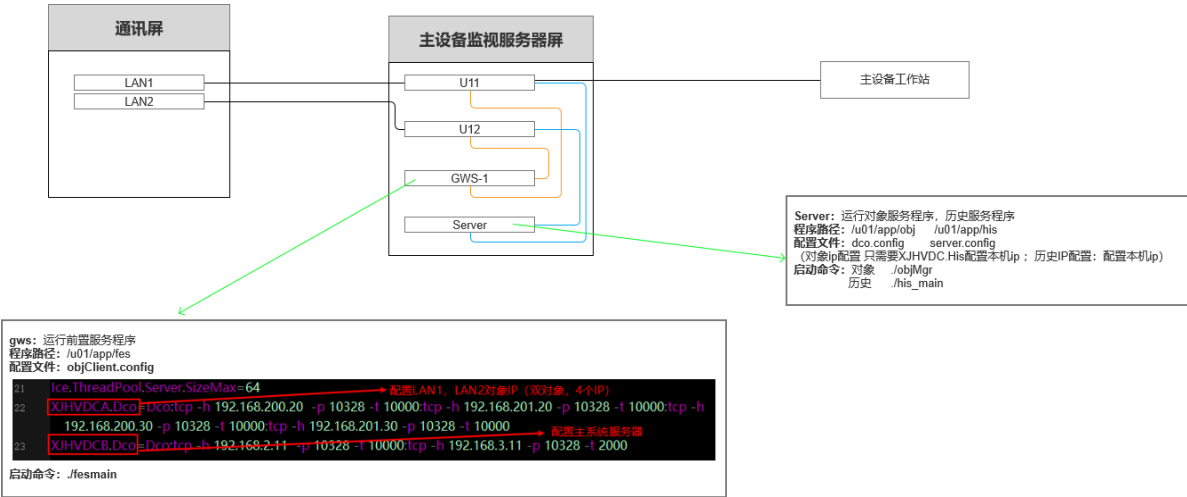 通讯屏
LAN1
LAN2
主设备监视服务器屏
U11
U12
GWS-1
Server
主设备工作站
Server：运行对象服务程序，历史服务程序
程序路径：/u01/app/obj /u01/app/his
配置文件：dco.config server.config
（对象ip配置 只需要XJHVDC.His配置本机ip ；历史IP配置：配置本机ip）
启动命令：对象 ./objMgr
历史 ./his_main
gws：运行前置服务程序
程序路径：/u01/app/fes
配置文件：objClient.config
21 Ice.ThreadPool.Server.SizeMax=64
配置LAN1，LAN2对象IP（双对象，4个IP）
22 XJHVDCA.Dco=Dco:tcp -h 192.168.200.20 -p 10328 -t 10000:tcp -h 192.168.201.20 -p 10328 -t 10000:tcp -h
192.168.200.30 -p 10328 -t 10000:tcp -h 192.168.201.30 -p 10328 -t 10000
配置主系统服务器
23 XJHVDCB.Dco=Dco:tcp -h 192.168.2.11 -p 10328 -t 10000:tcp -h 192.168.3.11 -p 10328 -t 2000
启动命令：./fesmain